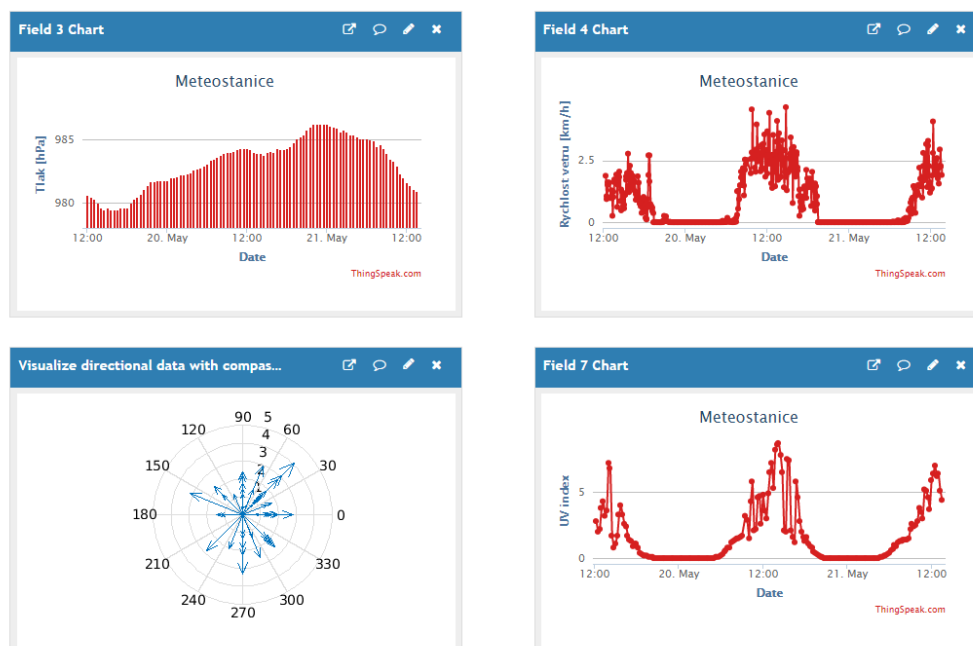 Field 3 Chart
Meteostanice
Tlak [hPa]
985
980
12:00 20. May 12:00 21. May 12:00
Date
ThingSpeak.com
Field 4 Chart
Meteostanice
Rychlost vetru [km/h]
2.5
0
12:00 20. May 12:00 21. May 12:00
Date
ThingSpeak.com
Visualize directional data with compas...
90 5
120 4 60
3
150 2 30
1
180 0
210 330
240 300
270
Field 7 Chart
Meteostanice
UV index
5
0
12:00 20. May 12:00 21. May 12:00
Date
ThingSpeak.com